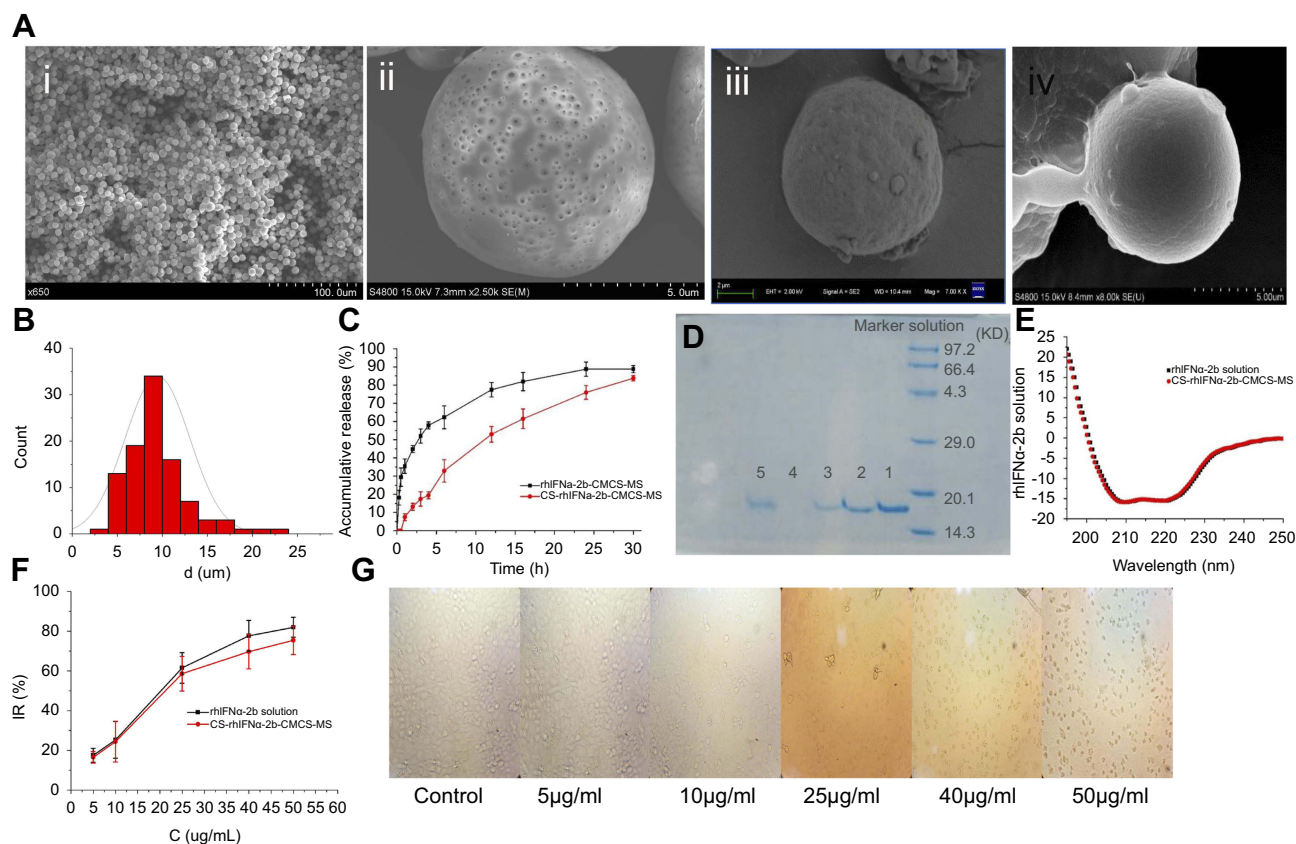 A
i
ii
iii
iv
x650
100.0um
S4800 15.0kV 7.3mm x2.50k SE(M)
5.0um
2 µm
EHT = 2.00 kV
Signal A = SE2
WD = 10.4 mm
Mag = 7.00 K X
S4800 15.0kV 8.4mm x8.00k SE(U)
5.00um
B
40
30
20
10
0
Count
0 5 10 15 20 25
d (um)
C
100
90
80
70
60
50
40
30
20
10
0
Accumulative realease (%)
rhIFNa-2b-CMCS-MS
CS-rhIFNa-2b-CMCS-MS
0 5 10 15 20 25 30
Time (h)
D
Marker solution (KD)
97.2
66.4
4.3
29.0
20.1
14.3
5 4 3 2 1
E
25
20
15
10
5
0
-5
-10
-15
-20
-25
rhIFNα-2b solution
rhIFNα-2b solution
CS-rhIFNα-2b-CMCS-MS
200 210 220 230 240 250
Wavelength (nm)
F
100
80
60
40
20
0
IR (%)
rhIFNα-2b solution
CS-rhIFNα-2b-CMCS-MS
0 5 10 15 20 25 30 35 40 45 50 55 60
C (ug/mL)
G
Control
5µg/ml
10µg/ml
25µg/ml
40µg/ml
50µg/ml